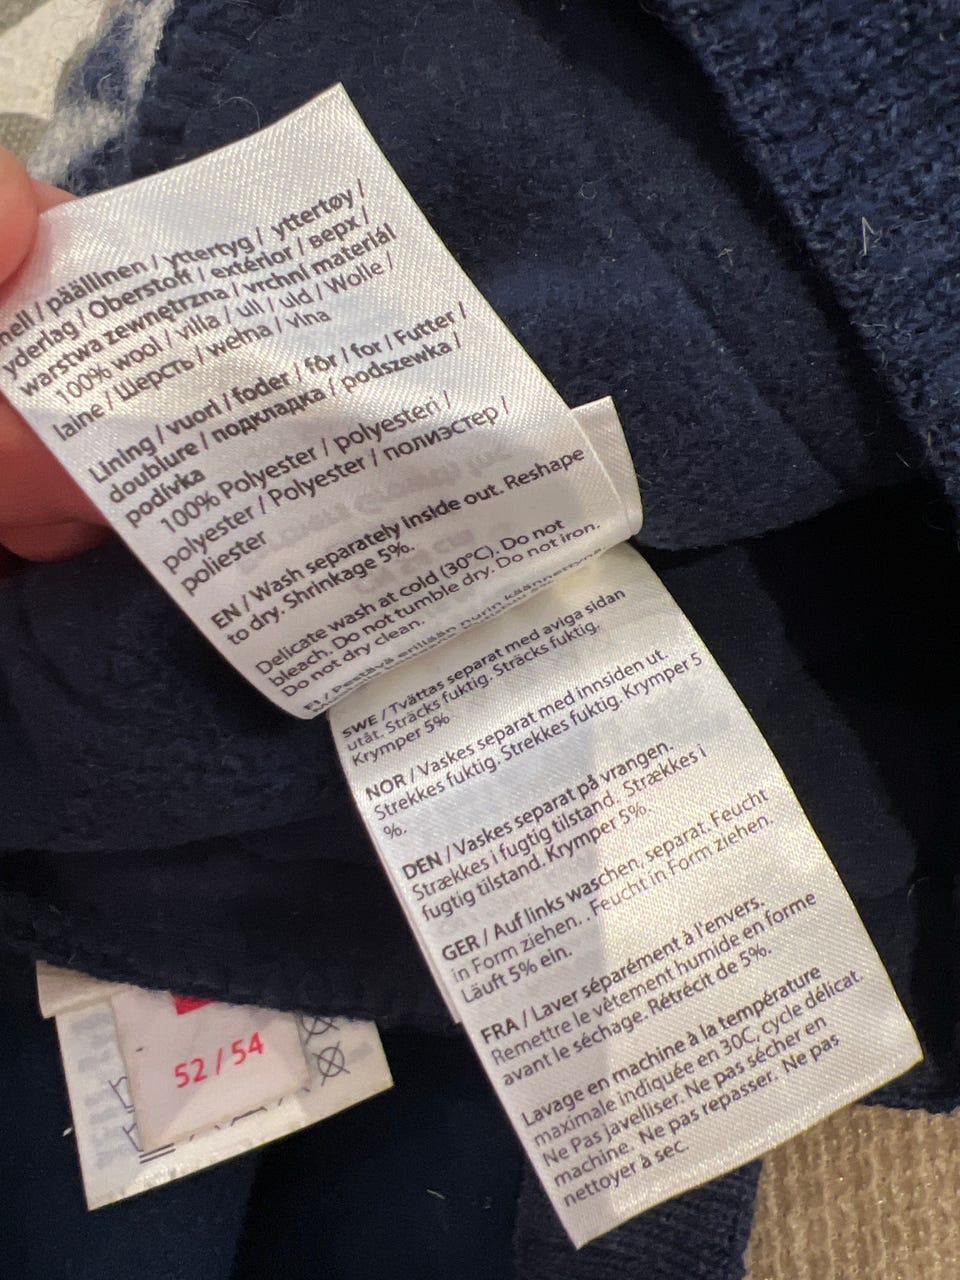 hell / päällinen / yttertyg / yttertøy /
yderlag / Oberstoff / extérior / верх /
warstwa zewnętrzna / vrchní materiál
100% wool / villa / ull / uld / Wolle /
laine / Шерсть / wełna / vlna
Lining / vuori / foder / fôr / for / Futter /
doublure / подкладка / podszewka /
podívka
100% Polyester / polyesteri /
polyester / Polyester / полиэстер /
poliester
EN / Wash separately inside out. Reshape
to dry. Shrinkage 5%.
Delicate wash at cold (30°C). Do not
bleach. Do not tumble dry. Do not iron.
Do not dry clean.
FI / Pestävä erillään nurin käännettynä
SWE / Tvättas separat med aviga sidan
utåt. Sträcks fuktig. Sträcks fuktig.
Krymper 5%
NOR / Vaskes separat med innsiden ut.
Strekkes fuktig. Strekkes fuktig. Krymper 5
%.
DEN / Vaskes separat på vrangen.
Strækkes i fugtig tilstand. Strækkes i
fugtig tilstand. Krymper 5%.
GER / Auf links waschen, separat. Feucht
in Form ziehen. . Feucht in Form ziehen.
Läuft 5% ein.
FRA / Laver séparément à l'envers.
Remettre le vêtement humide en forme
avant le séchage. Rétrécit de 5%.
Lavage en machine à la température
maximale indiquée en 30C, cycle délicat.
Ne Pas javelliser. Ne pas sécher en
machine. Ne pas repasser. Ne pas
nettoyer à sec.
52 / 54